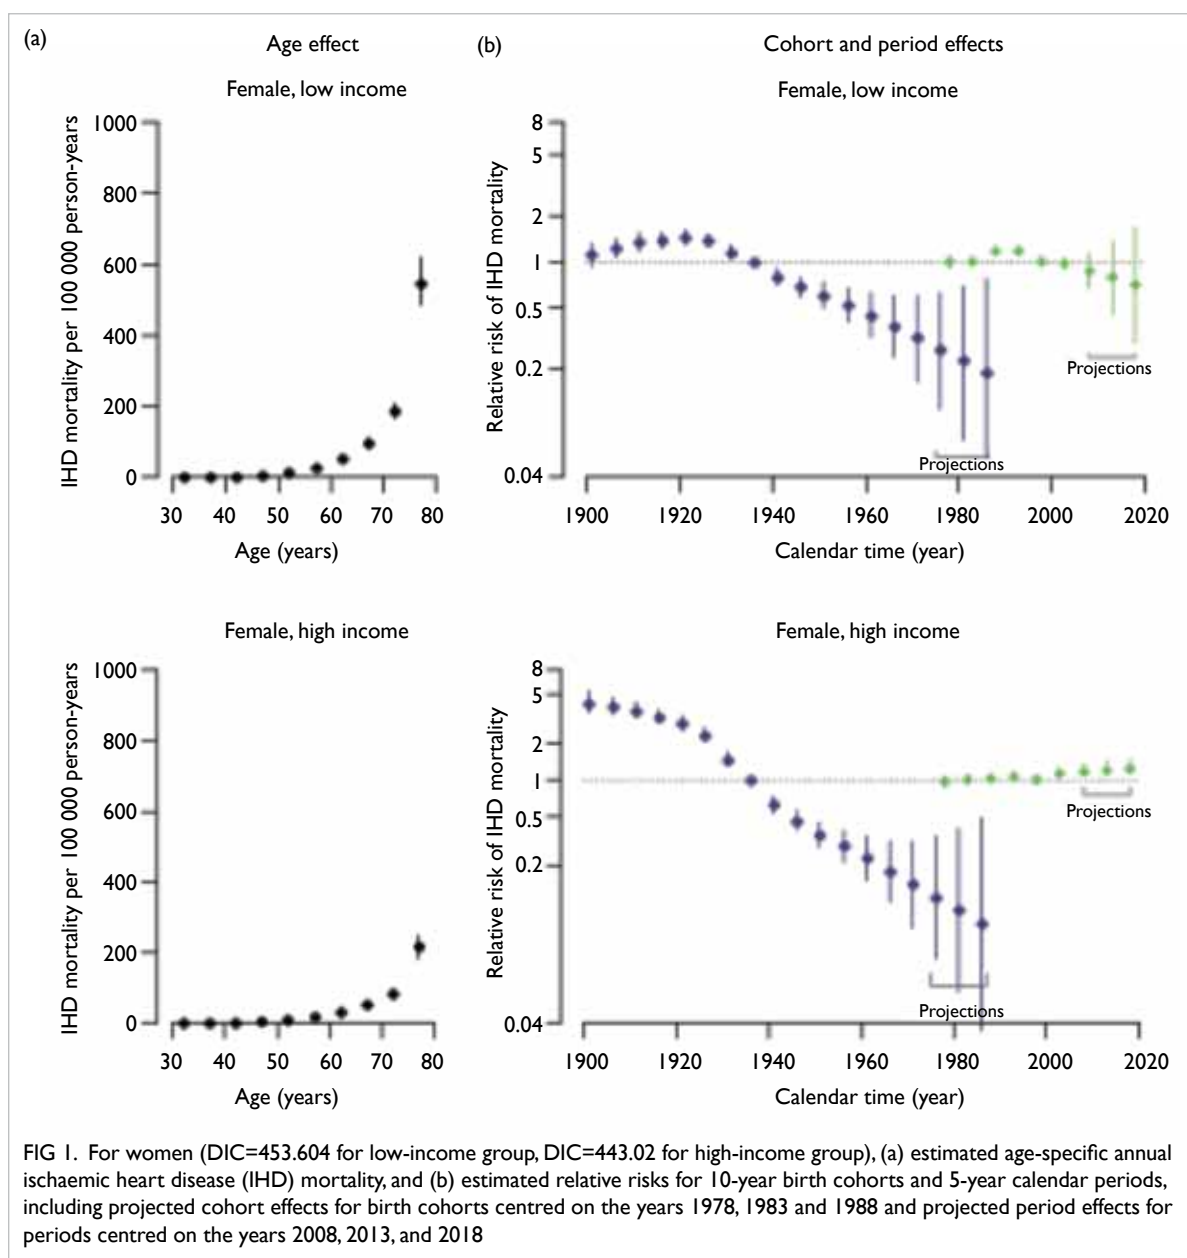 (a)
Age effect
Female, low income
IHD mortality per 100 000 person-years
1000
800
600
400
200
0
30 40 50 60 70 80
Age (years)
(b)
Cohort and period effects
Female, low income
Relative risk of IHD mortality
8
5
2
1
0.5
0.2
0.04
Projections
Projections
1900 1920 1940 1960 1980 2000 2020
Calendar time (year)
Female, high income
IHD mortality per 100 000 person-years
1000
800
600
400
200
0
30 40 50 60 70 80
Age (years)
Female, high income
Relative risk of IHD mortality
8
5
2
1
0.5
0.2
0.04
Projections
Projections
1900 1920 1940 1960 1980 2000 2020
Calendar time (year)
FIG 1. For women (DIC=453.604 for low-income group, DIC=443.02 for high-income group), (a) estimated age-specific annual
ischaemic heart disease (IHD) mortality, and (b) estimated relative risks for 10-year birth cohorts and 5-year calendar periods,
including projected cohort effects for birth cohorts centred on the years 1978, 1983 and 1988 and projected period effects for
periods centred on the years 2008, 2013, and 2018